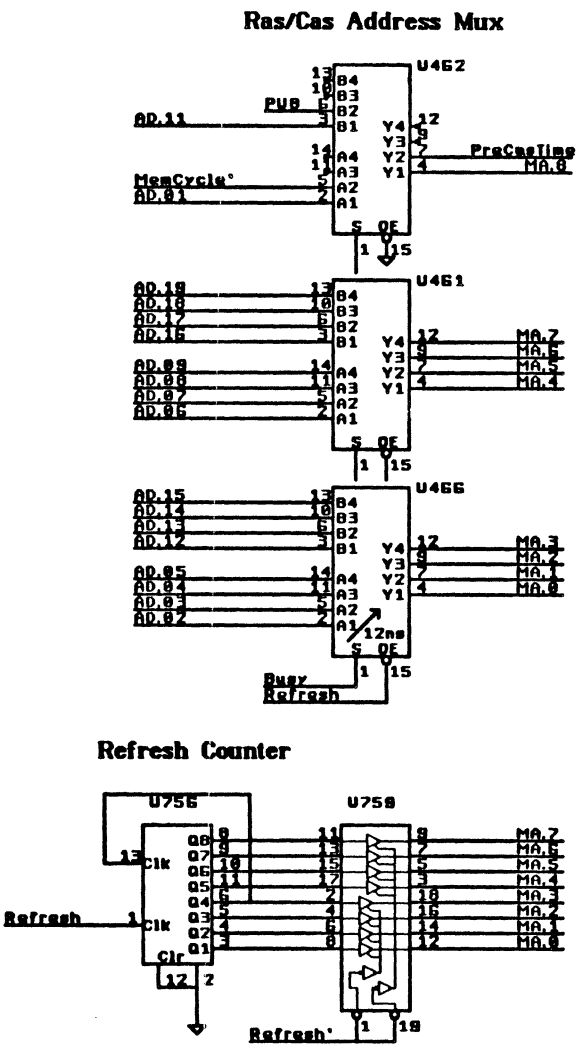 Ras/Cas Address Mux
U462
13 B4
10 B3
PUB 6 B2
AD.11 3 B1 Y4 12
Y3 9
14 A4 Y2 7 PreCasTime
11 A3 Y1 4 MA.8
MemCycle' 5 A2
AD.01 2 A1
S OE
1 15
U461
AD.19 13 B4
AD.18 10 B3
AD.17 6 B2
AD.16 3 B1 Y4 12 MA.7
Y3 9 MA.6
AD.09 14 A4 Y2 7 MA.5
AD.08 11 A3 Y1 4 MA.4
AD.07 5 A2
AD.06 2 A1
S OE
1 15
U466
AD.15 13 B4
AD.14 10 B3
AD.13 6 B2
AD.12 3 B1 Y4 12 MA.3
Y3 9 MA.2
AD.05 14 A4 Y2 7 MA.1
AD.04 11 A3 Y1 4 MA.0
AD.03 5 A2
AD.02 2 A1
12ns
S OE
1 15
Busy
Refresh
Refresh Counter
U756 U759
Q8 8 11 9 MA.7
Q7 9 13 7 MA.6
13 Clk Q6 10 15 5 MA.5
Q5 11 17 3 MA.4
Q4 6 2 18 MA.3
Q3 5 4 16 MA.2
Refresh 1 Clk Q2 4 6 14 MA.1
Q1 3 8 12 MA.0
Clr
12 2
Refresh' 1 19